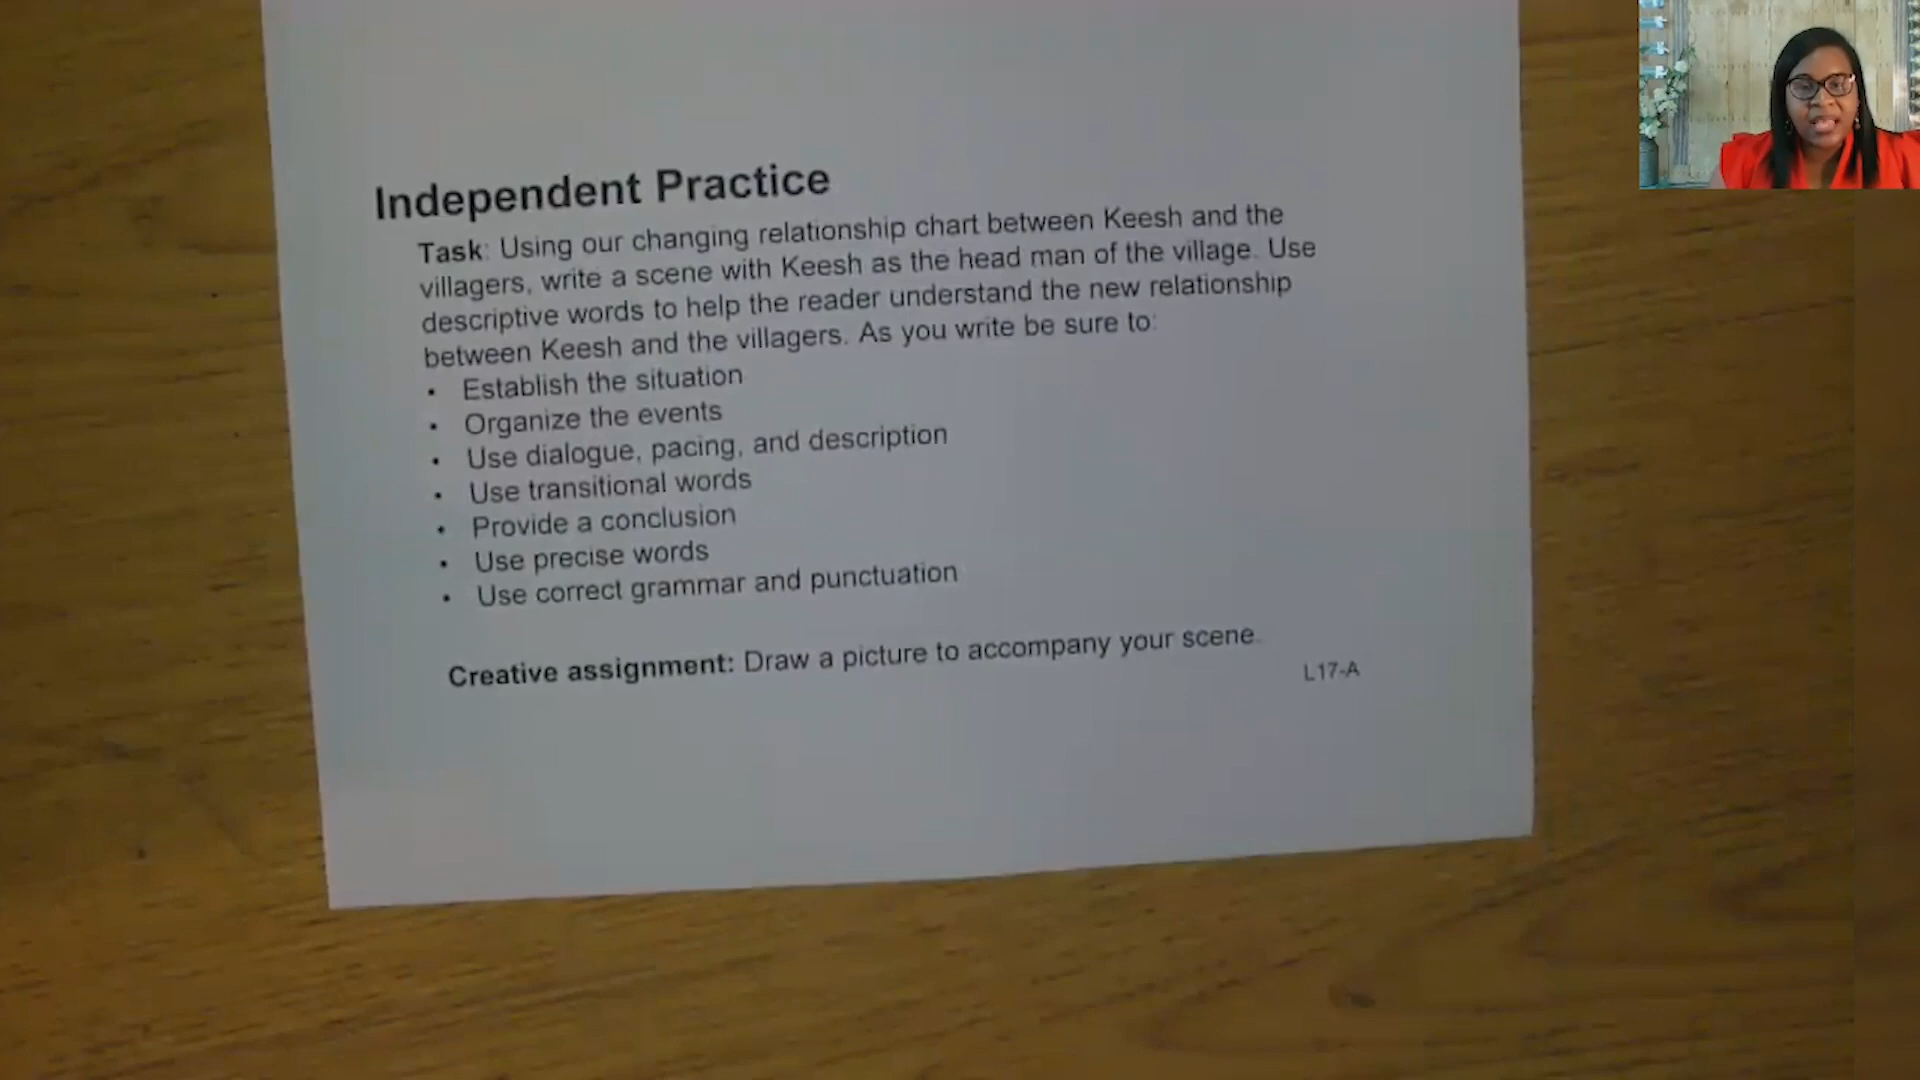 Independent Practice
Task: Using our changing relationship chart between Keesh and the
villagers, write a scene with Keesh as the head man of the village. Use
descriptive words to help the reader understand the new relationship
between Keesh and the villagers. As you write be sure to:
• Establish the situation
• Organize the events
• Use dialogue, pacing, and description
• Use transitional words
• Provide a conclusion
• Use precise words
• Use correct grammar and punctuation
Creative assignment: Draw a picture to accompany your scene.
L17-A